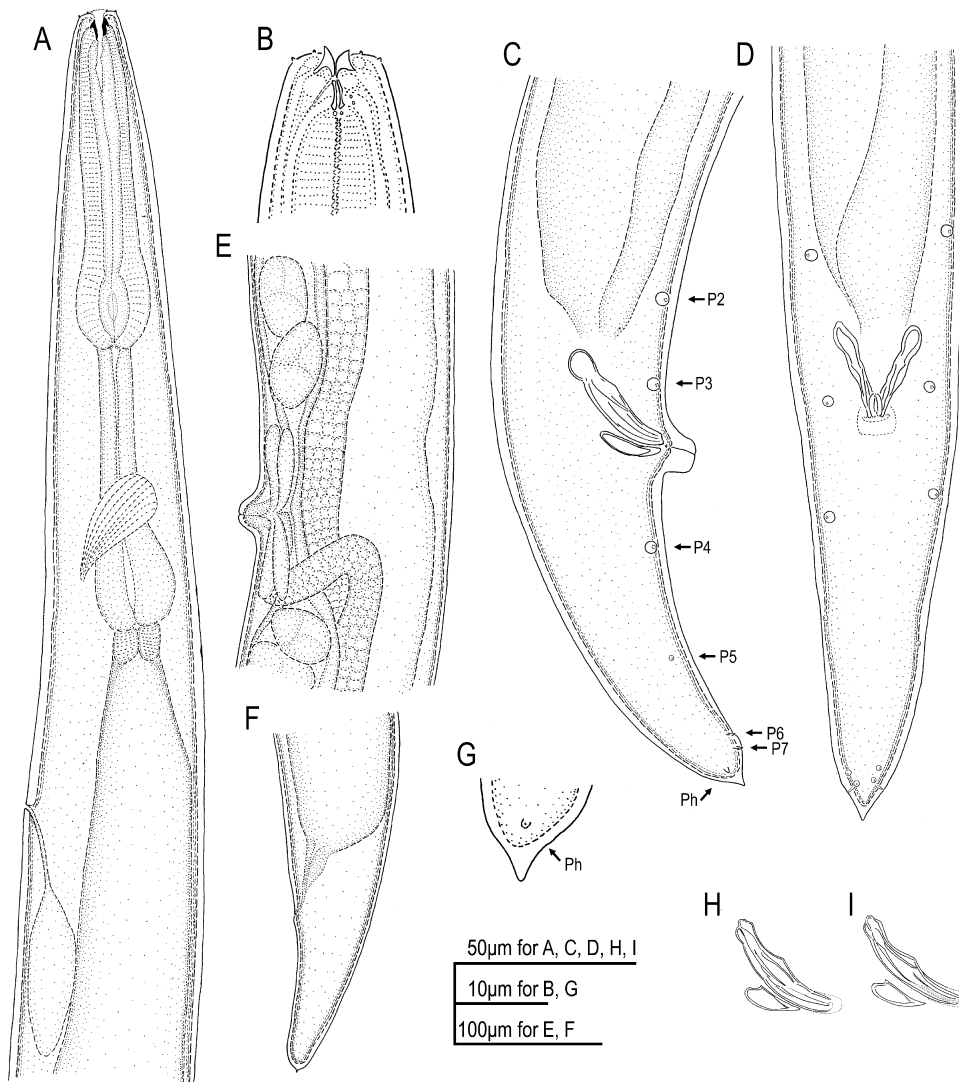 A
B
C
D
E
P2
P3
P4
P5
P6
P7
Ph
F
G
Ph
H
I
50µm for A, C, D, H, I
10µm for B, G
100µm for E, F